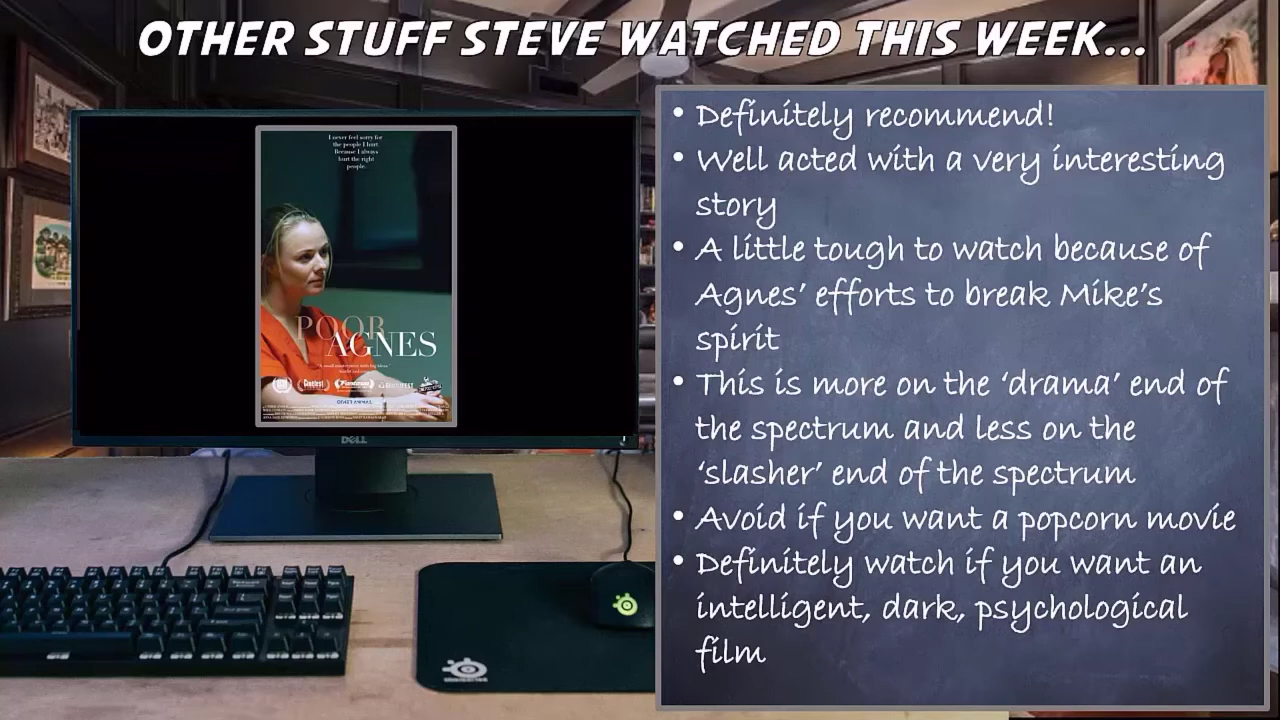 OTHER STUFF STEVE WATCHED THIS WEEK...
I never feel sorry for
the people I hurt
Because I always
hurt the right
people.
POOR
AGNES
DELL
• Definitely recommend!
• Well acted with a very interesting
story
• A little tough to watch because of
Agnes' efforts to break Mike's
spirit
• This is more on the 'drama' end of
the spectrum and less on the
'slasher' end of the spectrum
• Avoid if you want a popcorn movie
• Definitely watch if you want an
intelligent, dark, psychological
film